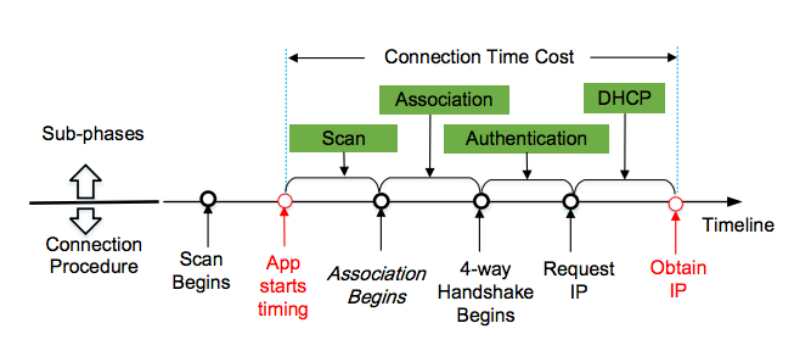 Connection Time Cost
Association
DHCP
Sub-phases
Scan
Authentication
Timeline
Connection
Procedure
Scan
Begins
App
starts
timing
Association
Begins
4-way
Handshake
Begins
Request
IP
Obtain
IP